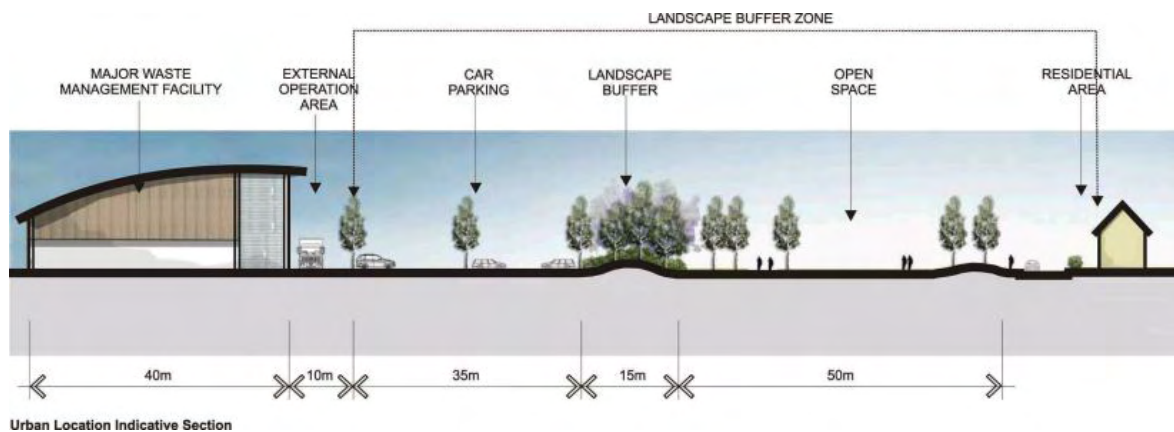 LANDSCAPE BUFFER ZONE
MAJOR WASTE
MANAGEMENT FACILITY
EXTERNAL
OPERATION
AREA
CAR
PARKING
LANDSCAPE
BUFFER
OPEN
SPACE
RESIDENTIAL
AREA
40m
10m
35m
15m
50m
Urban Location Indicative Section